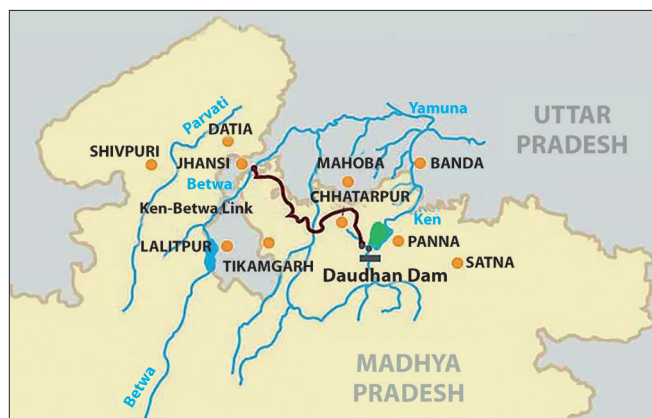 Parvati
Yamuna
DATIA
UTTAR
PRADESH
SHIVPURI
JHANSI
MAHOBA
BANDA
Betwa
CHHATARPUR
Ken-Betwa Link
Ken
LALITPUR
PANNA
TIKAMGARH
SATNA
Daudhan Dam
Betwa
MADHYA
PRADESH